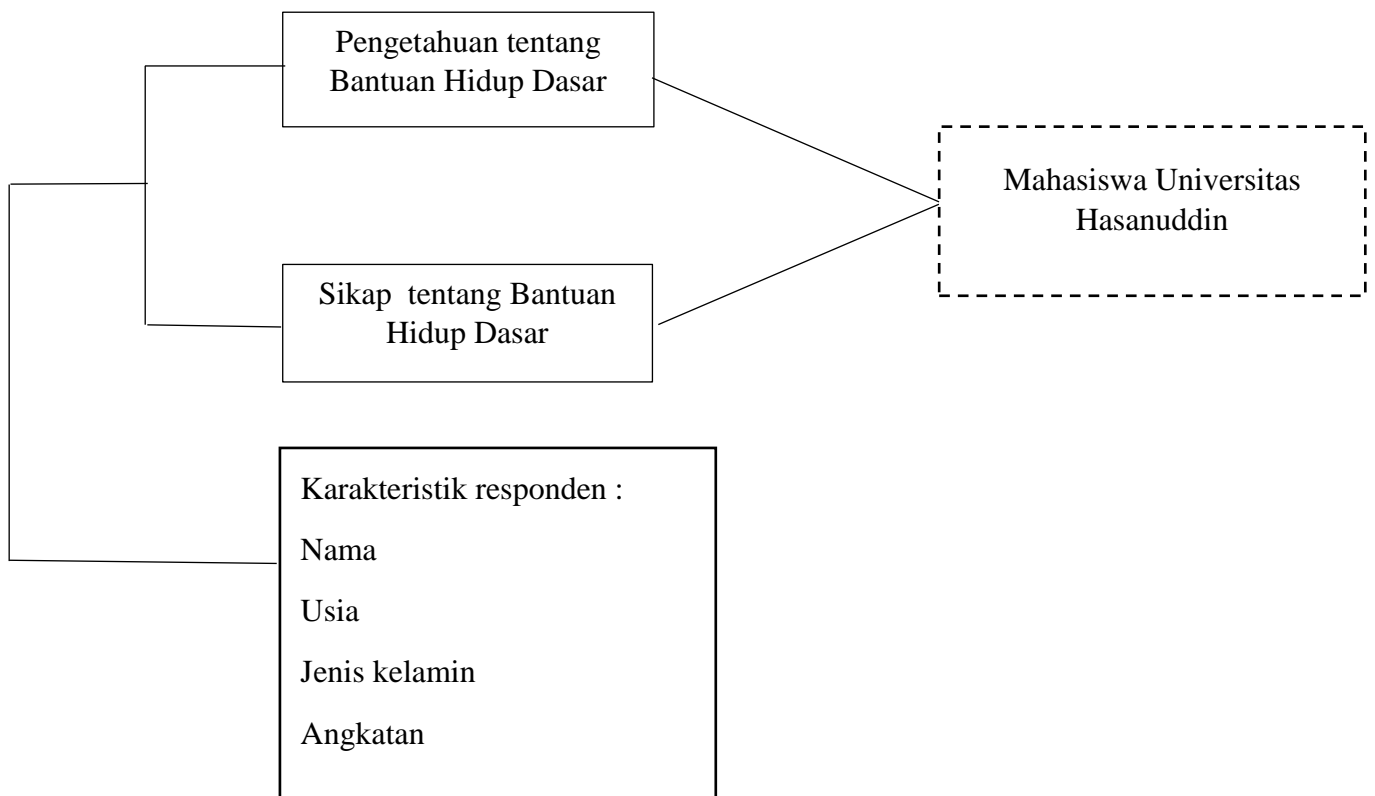 Pengetahuan tentang
Bantuan Hidup Dasar
Mahasiswa Universitas
Hasanuddin
Sikap tentang Bantuan
Hidup Dasar
Karakteristik responden :
Nama
Usia
Jenis kelamin
Angkatan